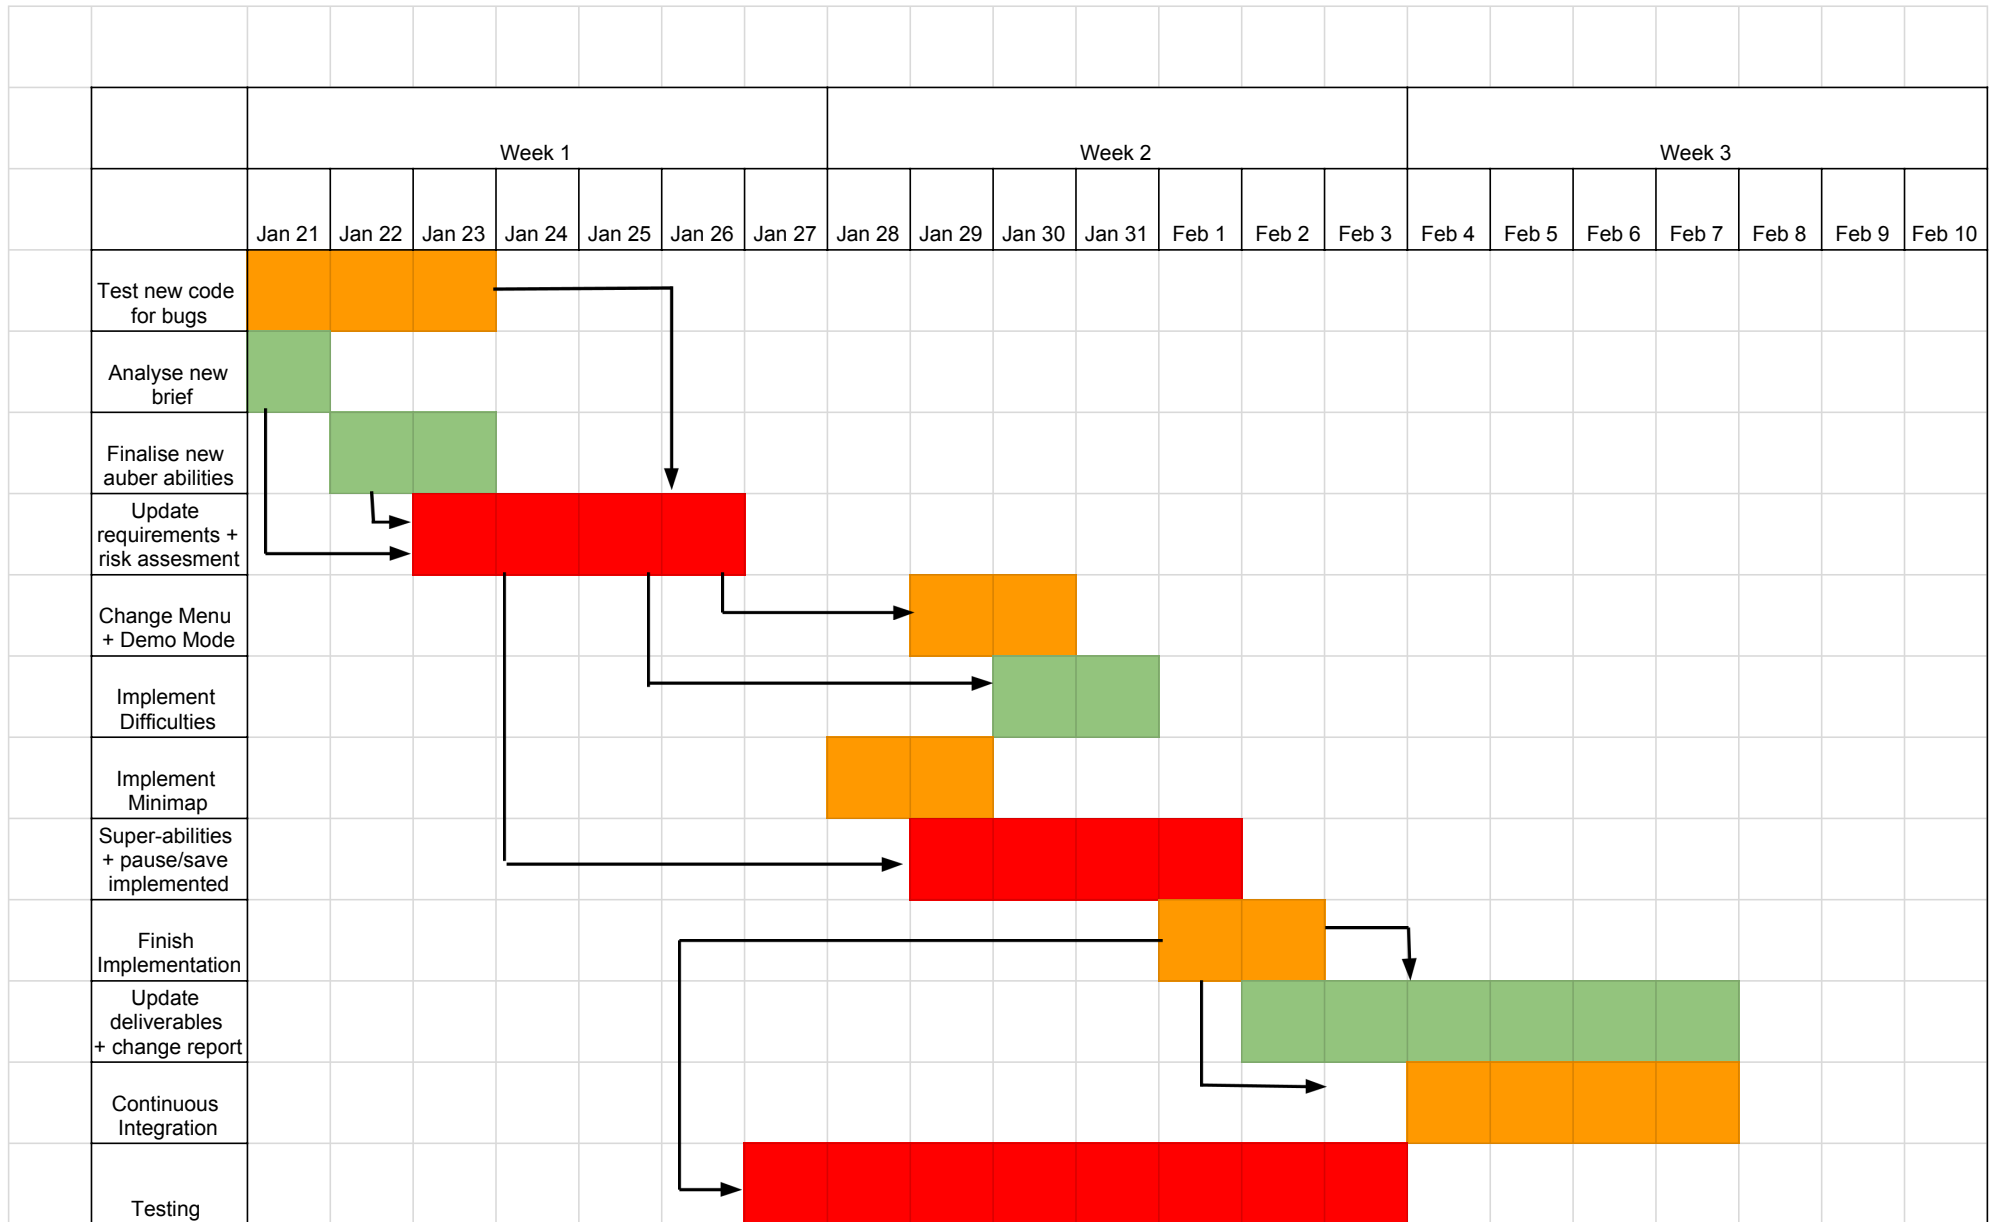 Week 1 Week 2 Week 3
Jan 21 Jan 22 Jan 23 Jan 24 Jan 25 Jan 26 Jan 27 Jan 28 Jan 29 Jan 30 Jan 31 Feb 1 Feb 2 Feb 3 Feb 4 Feb 5 Feb 6 Feb 7 Feb 8 Feb 9 Feb 10
Test new code
for bugs
Analyse new
brief
Finalise new
auber abilities
Update
requirements +
risk assesment
Change Menu
+ Demo Mode
Implement
Difficulties
Implement
Minimap
Super-abilities
+ pause/save
implemented
Finish
Implementation
Update
deliverables
+ change report
Continuous
Integration
Testing